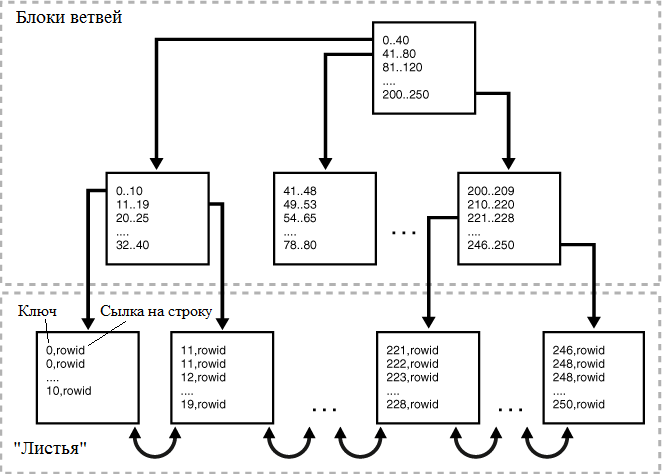 Блоки ветвей
0..40
41..80
81..120
....
200..250
0..10
11..19
20..25
....
32..40
41..48
49..53
54..65
....
78..80
...
200..209
210..220
221..228
....
246..250
Ключ
Сылка на строку
0,rowid
0,rowid
....
10,rowid
11,rowid
11,rowid
12,rowid
....
19,rowid
...
221,rowid
222,rowid
223,rowid
....
228,rowid
...
246,rowid
248,rowid
248,rowid
....
250,rowid
"Листья"